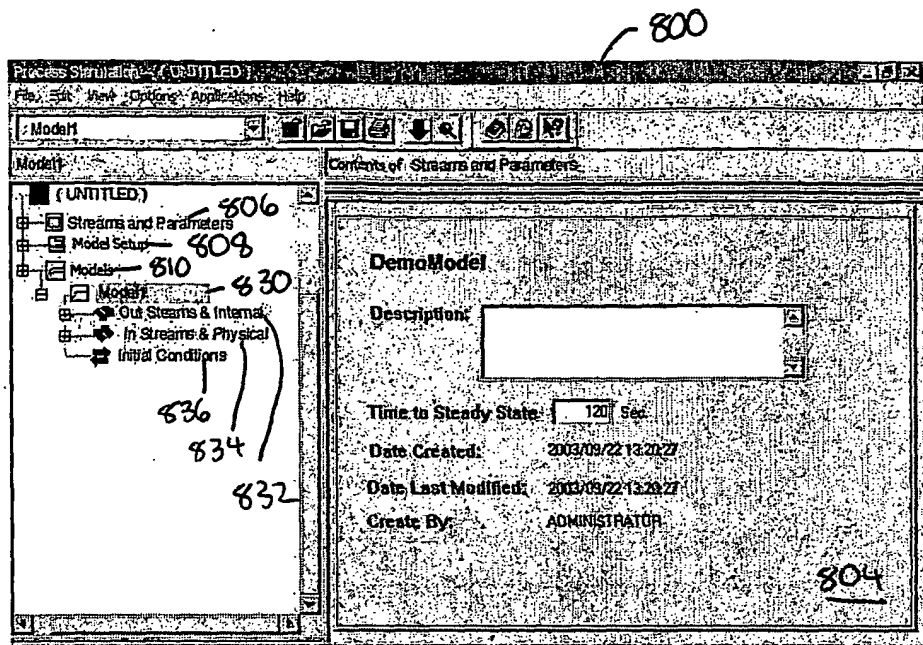 800
Process Simulation - ( UNTITLED )
File Edit View Options Applications Help
: Model1
Model1
Contents of Streams and Parameters
( UNTITLED )
Streams and Parameters 806
Model Setup 808
Models 810
Model1 830
Out Steams & Internal
In Streams & Physical
Initial Conditions
836
834
832
DemoModel
Description:
Time to Steady State 120 Sec
Date Created: 2003/09/22 13:20:27
Date Last Modified: 2003/09/22 13:20:27
Create By: ADMINISTRATOR
804